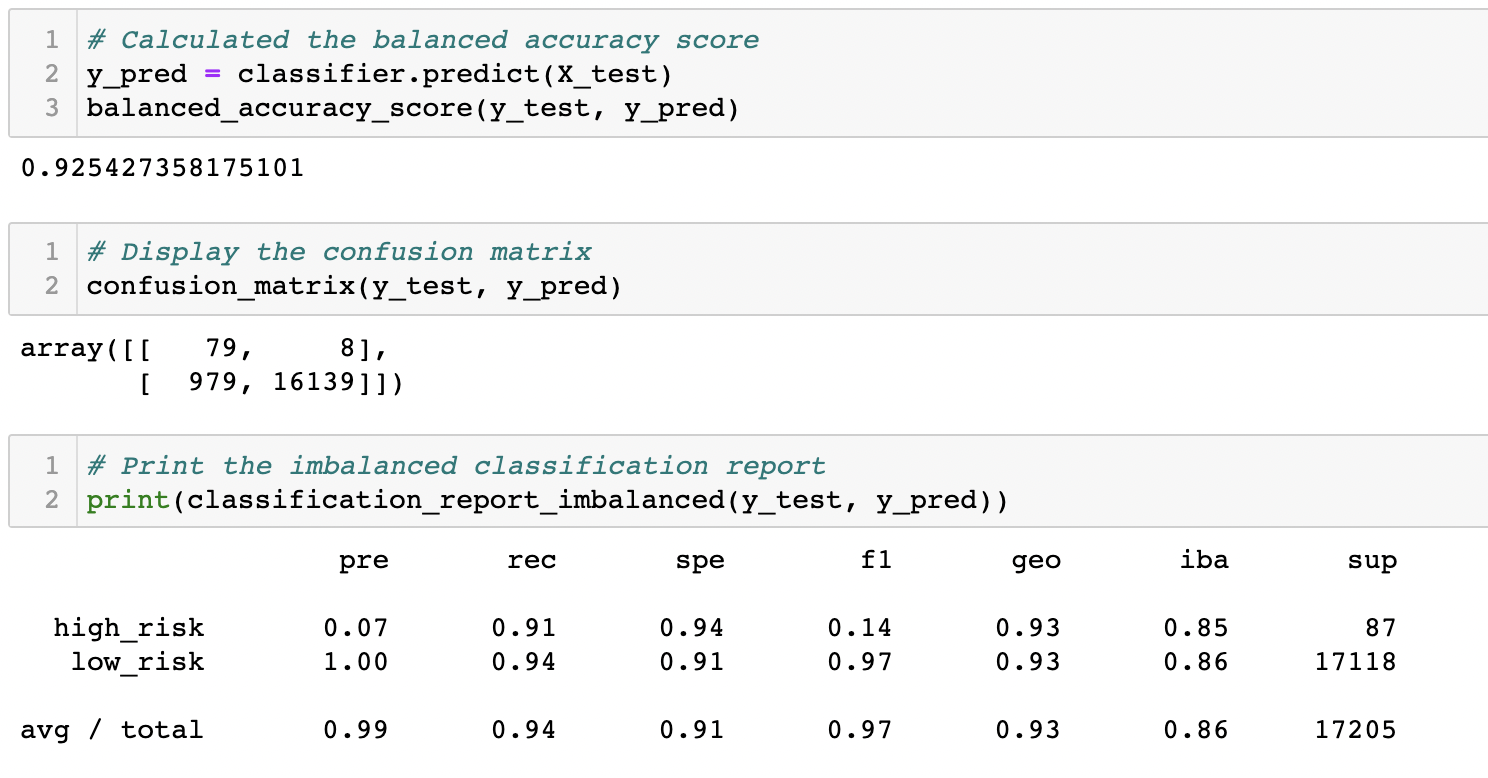 1 # Calculated the balanced accuracy score
2 y_pred = classifier.predict(X_test)
3 balanced_accuracy_score(y_test, y_pred)
0.925427358175101
1 # Display the confusion matrix
2 confusion_matrix(y_test, y_pred)
array([[   79,     8],
       [  979, 16139]])
1 # Print the imbalanced classification report
2 print(classification_report_imbalanced(y_test, y_pred))
pre rec spe f1 geo iba sup
high_risk 0.07 0.91 0.94 0.14 0.93 0.85 87
low_risk 1.00 0.94 0.91 0.97 0.93 0.86 17118
avg / total 0.99 0.94 0.91 0.97 0.93 0.86 17205